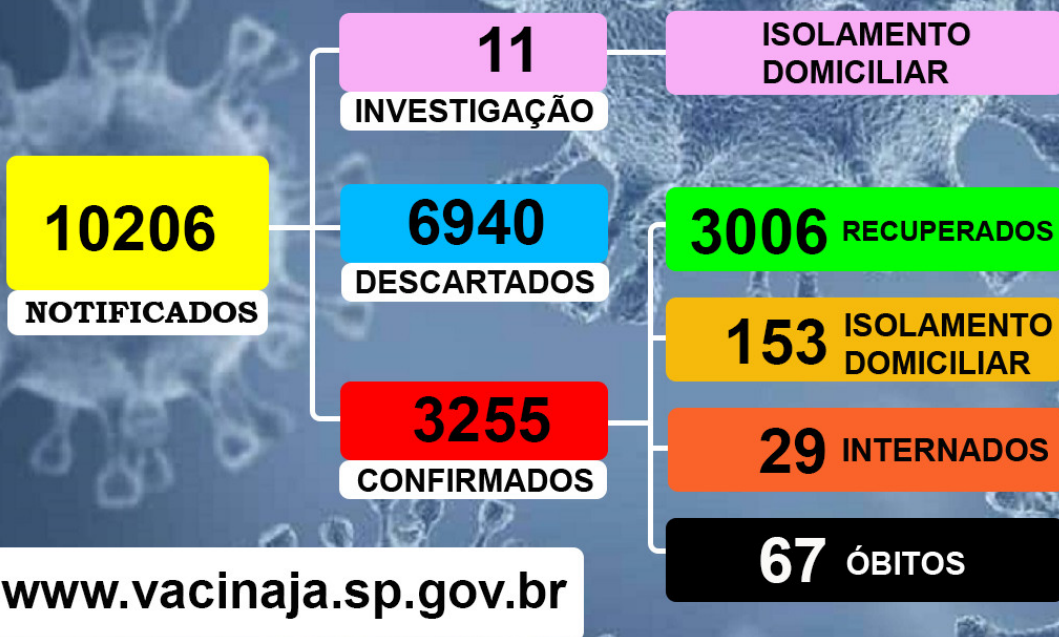 10206
NOTIFICADOS
11
INVESTIGAÇÃO
ISOLAMENTO
DOMICILIAR
6940
DESCARTADOS
3255
CONFIRMADOS
3006 RECUPERADOS
153 ISOLAMENTO
DOMICILIAR
29 INTERNADOS
67 ÓBITOS
www.vacinaja.sp.gov.br